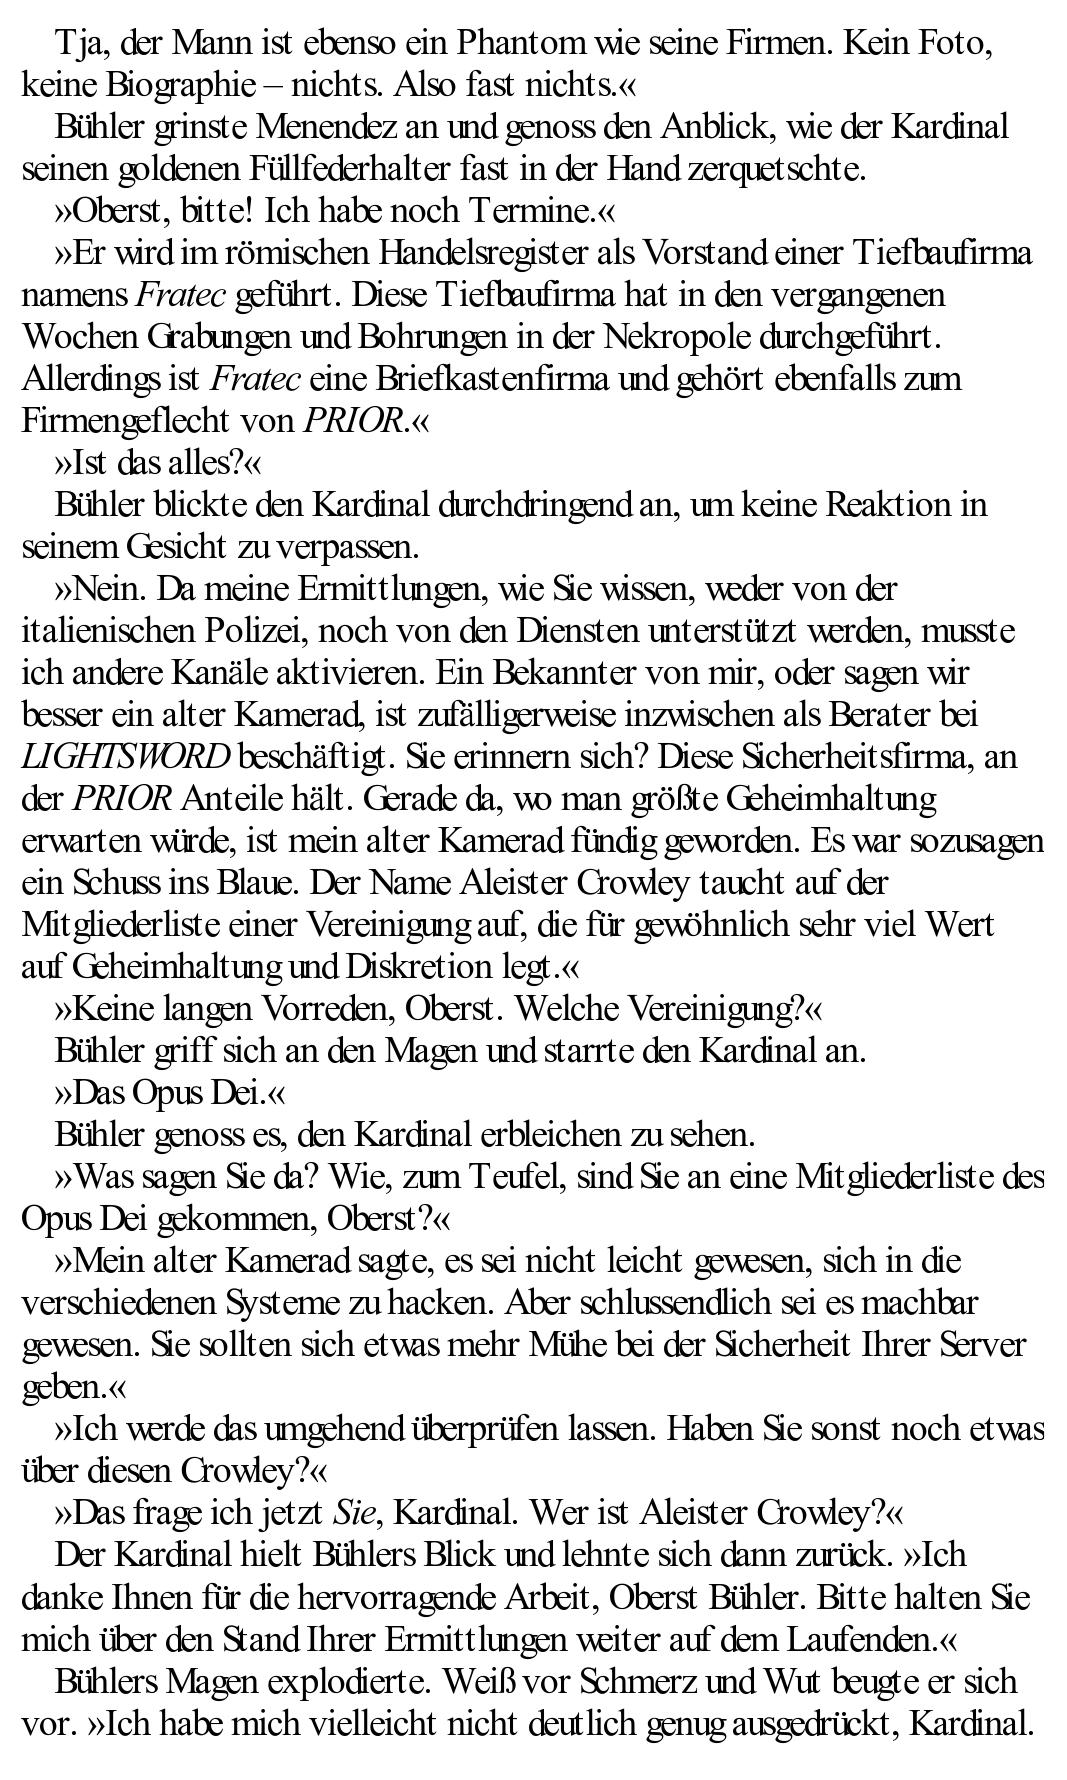 Tja, der Mann ist ebenso ein Phantom wie seine Firmen. Kein Foto,
keine Biographie – nichts. Also fast nichts.«
Bühler grinste Menendez an und genoss den Anblick, wie der Kardinal
seinen goldenen Füllfederhalter fast in der Hand zerquetschte.
»Oberst, bitte! Ich habe noch Termine.«
»Er wird im römischen Handelsregister als Vorstand einer Tiefbaufirma
namens Fratec geführt. Diese Tiefbaufirma hat in den vergangenen
Wochen Grabungen und Bohrungen in der Nekropole durchgeführt.
Allerdings ist Fratec eine Briefkastenfirma und gehört ebenfalls zum
Firmengeflecht von PRIOR.«
»Ist das alles?«
Bühler blickte den Kardinal durchdringend an, um keine Reaktion in
seinem Gesicht zu verpassen.
»Nein. Da meine Ermittlungen, wie Sie wissen, weder von der
italienischen Polizei, noch von den Diensten unterstützt werden, musste
ich andere Kanäle aktivieren. Ein Bekannter von mir, oder sagen wir
besser ein alter Kamerad, ist zufälligerweise inzwischen als Berater bei
LIGHTSWORD beschäftigt. Sie erinnern sich? Diese Sicherheitsfirma, an
der PRIOR Anteile hält. Gerade da, wo man größte Geheimhaltung
erwarten würde, ist mein alter Kamerad fündig geworden. Es war sozusagen
ein Schuss ins Blaue. Der Name Aleister Crowley taucht auf der
Mitgliederliste einer Vereinigung auf, die für gewöhnlich sehr viel Wert
auf Geheimhaltung und Diskretion legt.«
»Keine langen Vorreden, Oberst. Welche Vereinigung?«
Bühler griff sich an den Magen und starrte den Kardinal an.
»Das Opus Dei.«
Bühler genoss es, den Kardinal erbleichen zu sehen.
»Was sagen Sie da? Wie, zum Teufel, sind Sie an eine Mitgliederliste des
Opus Dei gekommen, Oberst?«
»Mein alter Kamerad sagte, es sei nicht leicht gewesen, sich in die
verschiedenen Systeme zu hacken. Aber schlussendlich sei es machbar
gewesen. Sie sollten sich etwas mehr Mühe bei der Sicherheit Ihrer Server
geben.«
»Ich werde das umgehend überprüfen lassen. Haben Sie sonst noch etwas
über diesen Crowley?«
»Das frage ich jetzt Sie, Kardinal. Wer ist Aleister Crowley?«
Der Kardinal hielt Bühlers Blick und lehnte sich dann zurück. »Ich
danke Ihnen für die hervorragende Arbeit, Oberst Bühler. Bitte halten Sie
mich über den Stand Ihrer Ermittlungen weiter auf dem Laufenden.«
Bühlers Magen explodierte. Weiß vor Schmerz und Wut beugte er sich
vor. »Ich habe mich vielleicht nicht deutlich genug ausgedrückt, Kardinal.